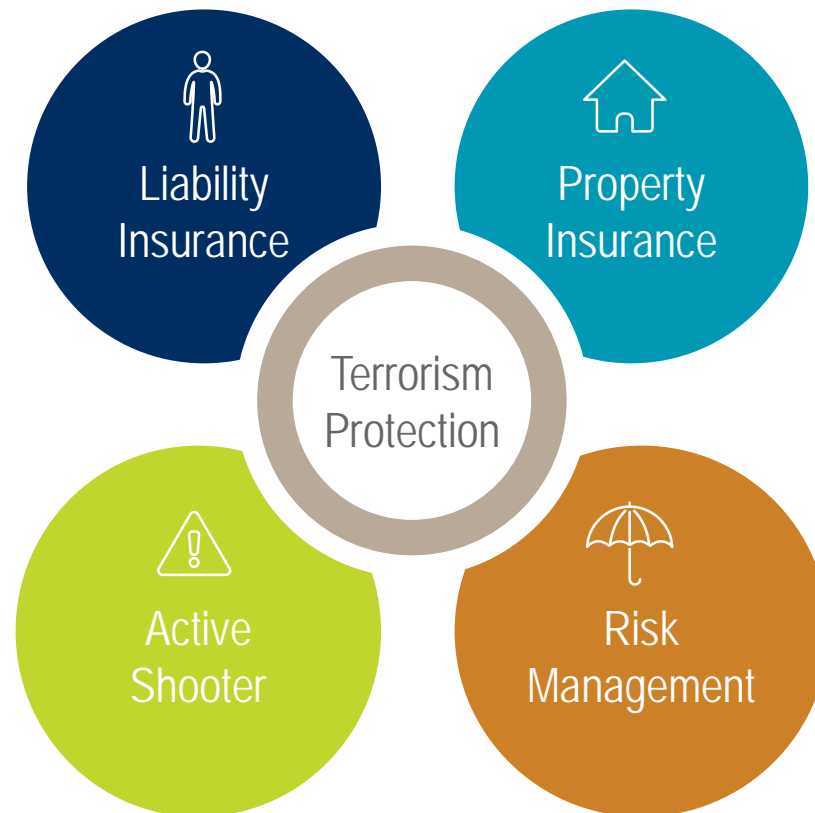 Liability
Insurance
Property
Insurance
Terrorism
Protection
Active
Shooter
Risk
Management